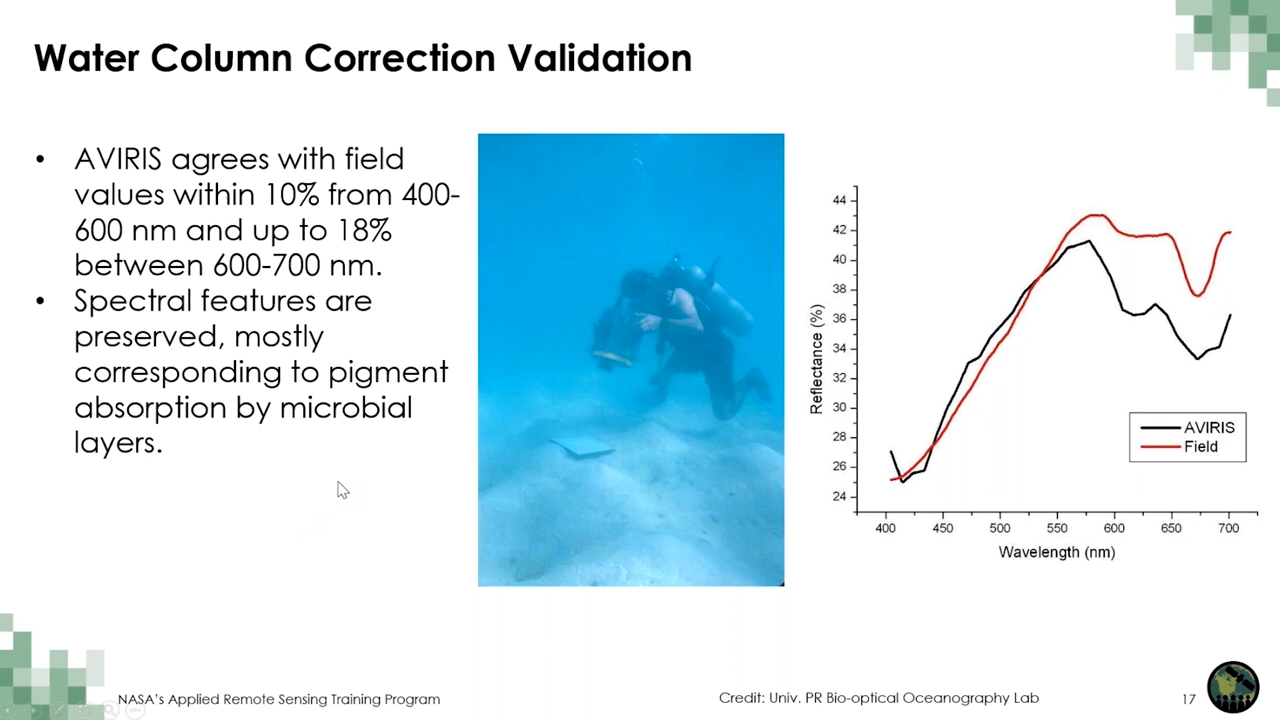 Water Column Correction Validation
• AVIRIS agrees with field
values within 10% from 400-
600 nm and up to 18%
between 600-700 nm.
• Spectral features are
preserved, mostly
corresponding to pigment
absorption by microbial
layers.
44
42
40
38
36
34
32
30
28
26
24
Reflectance (%)
400 450 500 550 600 650 700
Wavelength (nm)
AVIRIS
Field
NASA's Applied Remote Sensing Training Program
Credit: Univ. PR Bio-optical Oceanography Lab
17